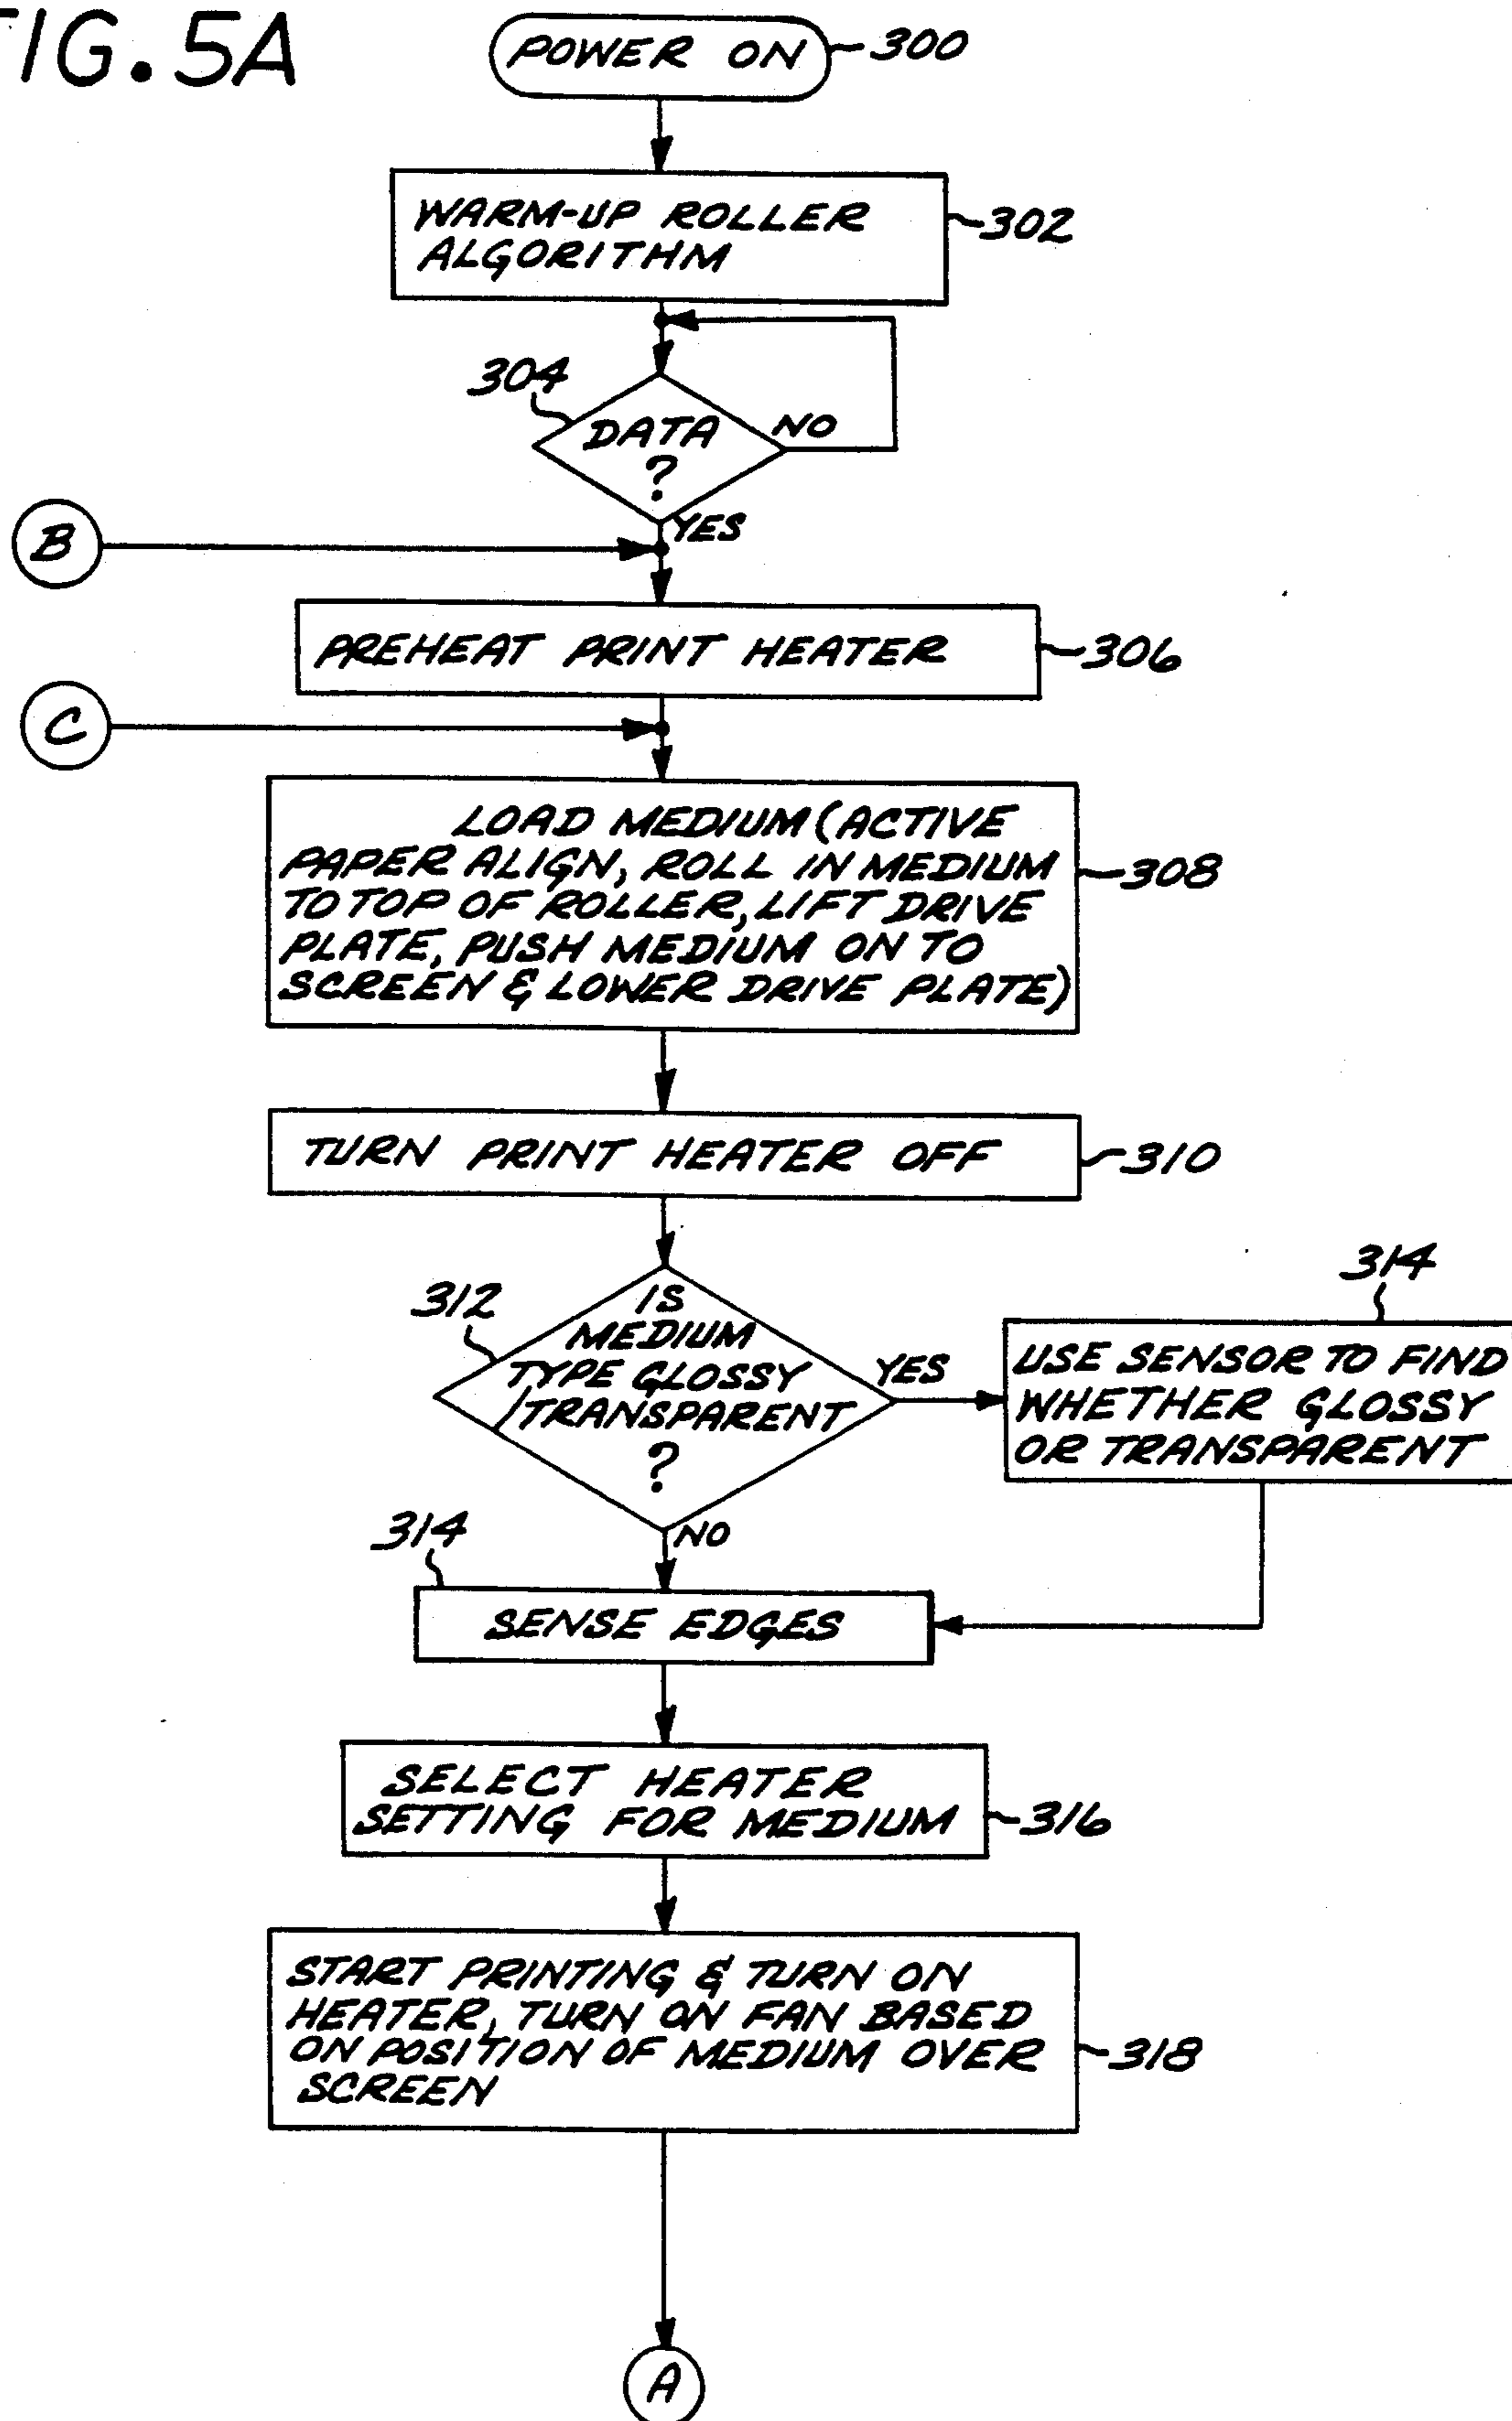 FIG. 5A
POWER ON
300
WARM-UP ROLLER
ALGORITHM
302
304
DATA
?
NO
YES
B
PREHEAT PRINT HEATER
306
C
LOAD MEDIUM (ACTIVE
PAPER ALIGN, ROLL IN MEDIUM
TO TOP OF ROLLER, LIFT DRIVE
PLATE, PUSH MEDIUM ON TO
SCREEN & LOWER DRIVE PLATE)
308
TURN PRINT HEATER OFF
310
312
IS
MEDIUM
TYPE GLOSSY
/TRANSPARENT
?
YES
314
USE SENSOR TO FIND
WHETHER GLOSSY
OR TRANSPARENT
NO
314
SENSE EDGES
SELECT HEATER
SETTING FOR MEDIUM
316
START PRINTING & TURN ON
HEATER, TURN ON FAN BASED
ON POSITION OF MEDIUM OVER
SCREEN
318
A